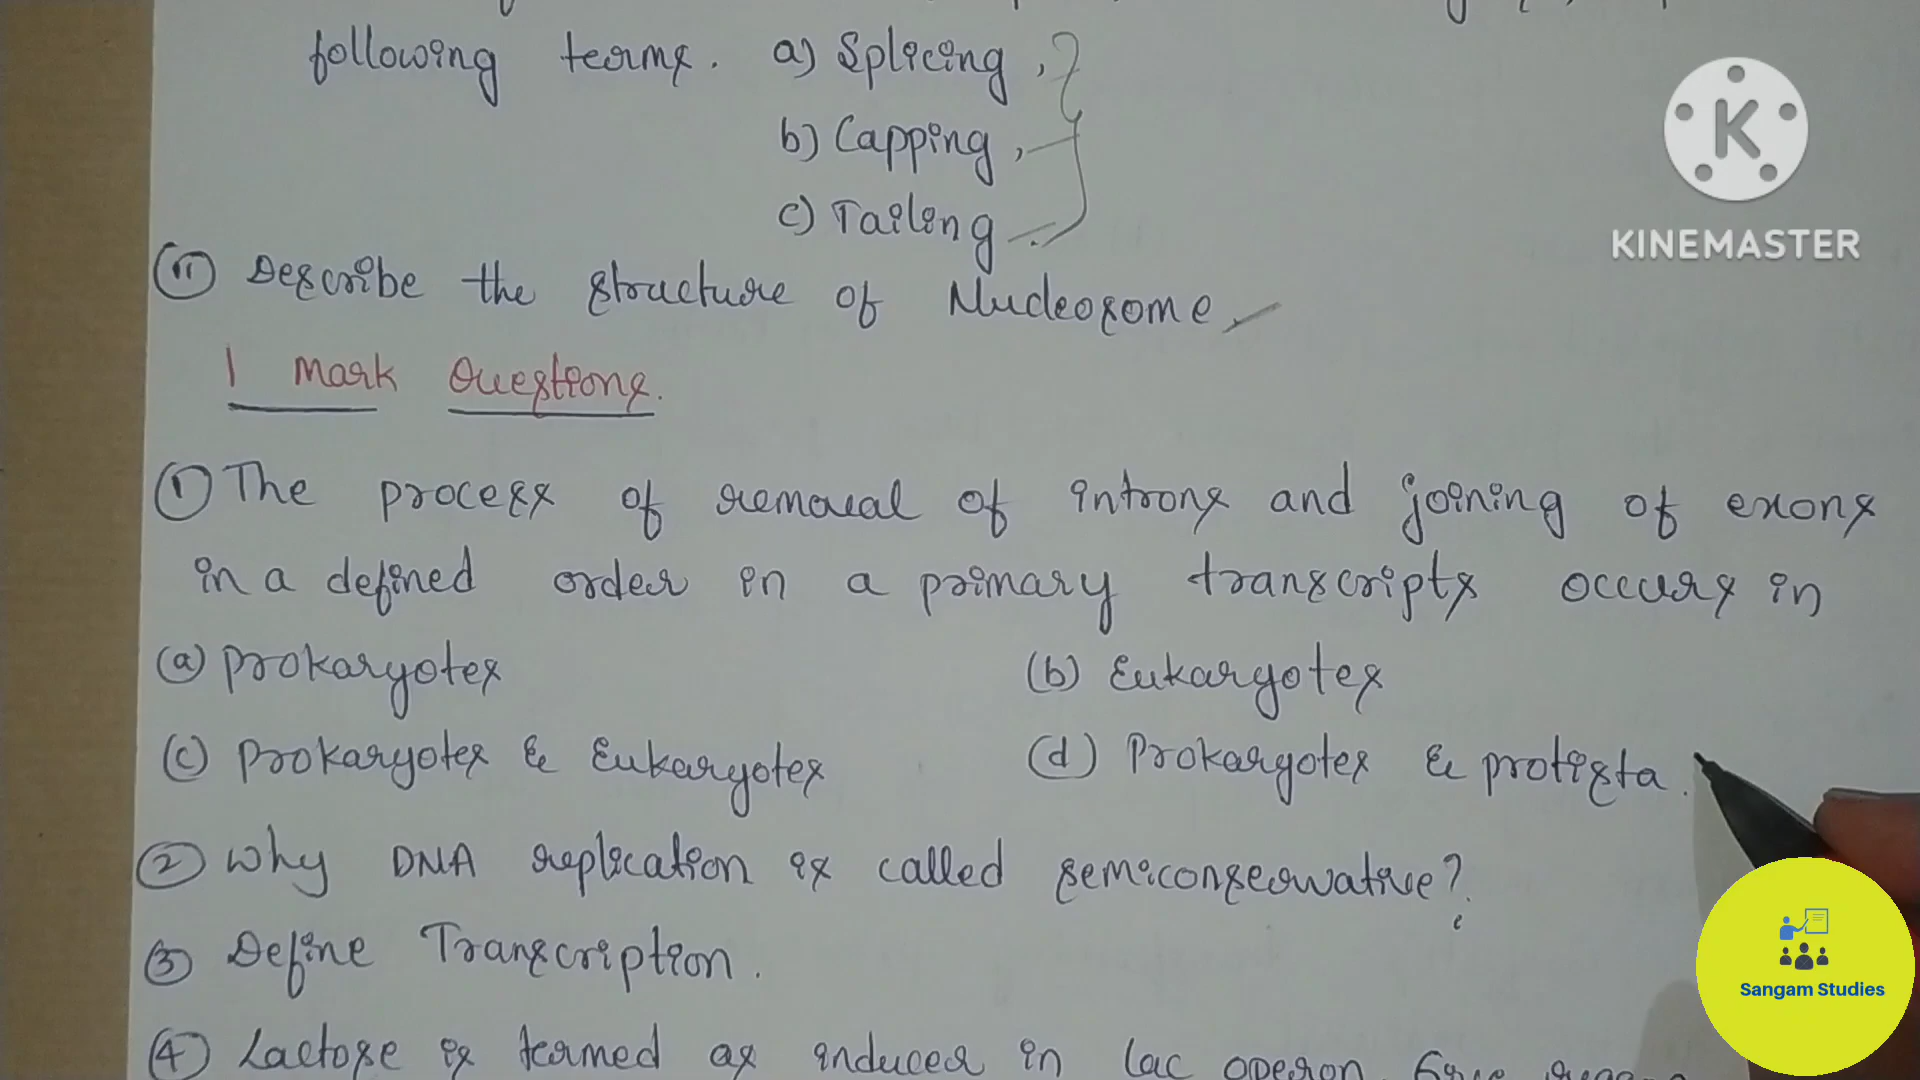 following terms. a) Splicing,
b) Capping,
c) Tailing.
KINEMASTER
(11) Describe the structure of Nucleosome.
1 Mark Questions.
(1) The process of removal of introns and joining of exons
in a defined order in a primary transcripts occurs in
(a) Prokaryotes (b) Eukaryotes
(c) Prokaryotes & Eukaryotes (d) Prokaryotes & protista.
(2) Why DNA replication is called semiconservative?
(3) Define Transcription.
Sangam Studies
(4) Lactose is termed as inducer in lac operon. Give